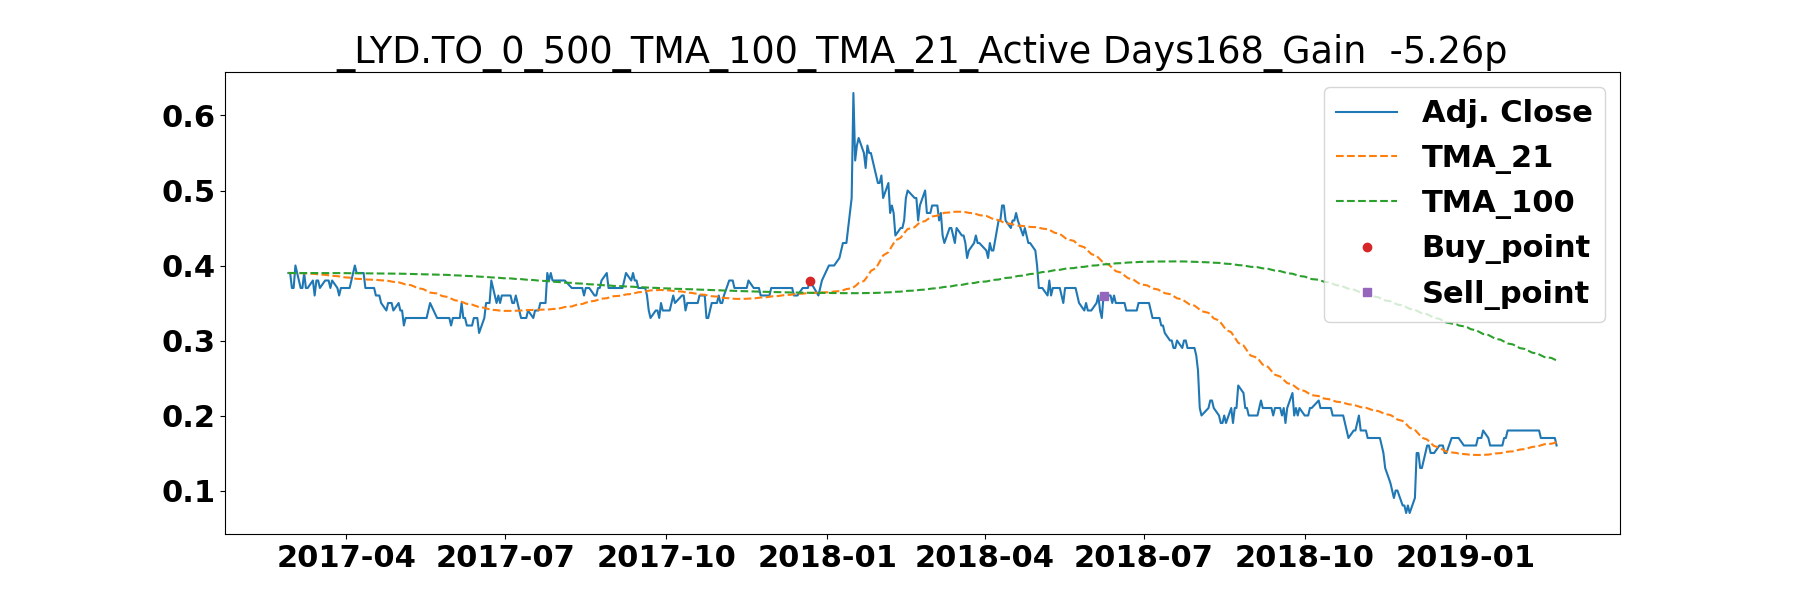 _LYD.TO_0_500_TMA_100_TMA_21_Active Days168_Gain  -5.26p
0.6
0.5
0.4
0.3
0.2
0.1
Adj. Close
TMA_21
TMA_100
Buy_point
Sell_point
2017-04 2017-07 2017-10 2018-01 2018-04 2018-07 2018-10 2019-01